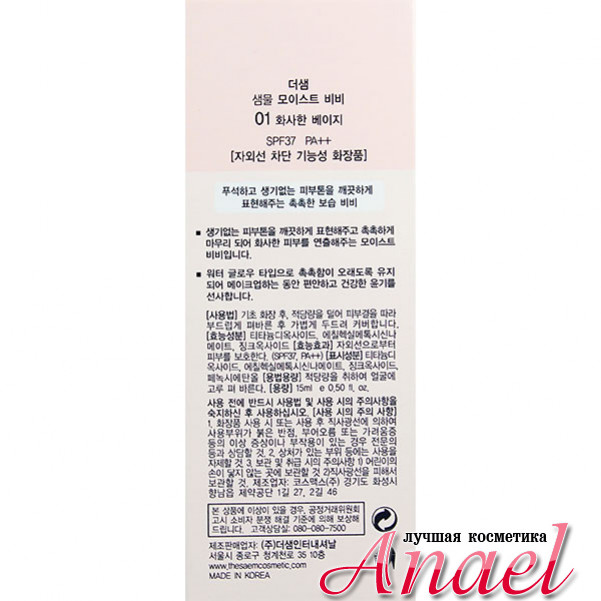 더샘
샘물 모이스트 비비
01 화사한 베이지
SPF37 PA++
[자외선 차단 기능성 화장품]
푸석하고 생기없는 피부톤을 깨끗하게
표현해주는 촉촉한 보습 비비
▪ 생기없는 피부톤을 깨끗하게 표현해주고 촉촉하게
마무리 되어 화사한 피부를 연출해주는 모이스트
비비입니다.
▪ 워터 글로우 타입으로 촉촉함이 오래도록 유지
되어 메이크업하는 동안 편안하고 건강한 윤기를
선사합니다.
[사용법] 기초 화장 후, 적당량을 덜어 피부결을 따라
부드럽게 펴바른 후 가볍게 두드려 커버합니다.
[효능성분] 티타늄디옥사이드, 에칠헥실메톡시신나
메이트, 징크옥사이드 [효능효과] 자외선으로부터
피부를 보호한다. (SPF37, PA++) [표시성분] 티타늄디
옥사이드, 에칠헥실메톡시신나메이트, 징크옥사이드,
페녹시에탄올 [용법용량] 적당량을 취하여 얼굴에
고루 펴 바른다. [용량] 15ml e 0,50 fl. oz.
사용 전에 반드시 사용법 및 사용 시의 주의사항을
숙지하신 후 사용하십시오. [사용 시의 주의 사항]
1. 화장품 사용 시 또는 사용 후 직사광선에 의하여
사용부위가 붉은 반점, 부어오름 또는 가려움증
등의 이상 증상이나 부작용이 있는 경우 전문의
등과 상담할 것. 2. 상처가 있는 부위 등에는 사용을
자제할 것 3. 보관 및 취급 시의 주의사항 1) 어린이의
손이 닿지 않는 곳에 보관할 것 2)직사광선을 피해서
보관할 것. 제조업자: 코스맥스(주) 경기도 화성시
향남읍 제약공단 1길 27, 2길 46
본 상품에 이상이 있을 경우, 공정거래위원회
고시 소비자 분쟁 해결 기준에 의해 보상해
드립니다. 고객상담실: 080-080-7500
제조판매업자: (주)더샘인터내셔날
서울시 종로구 청계천로 35 10층
www.thesaemcosmetic.com
MADE IN KOREA
лучшая косметика
Anael